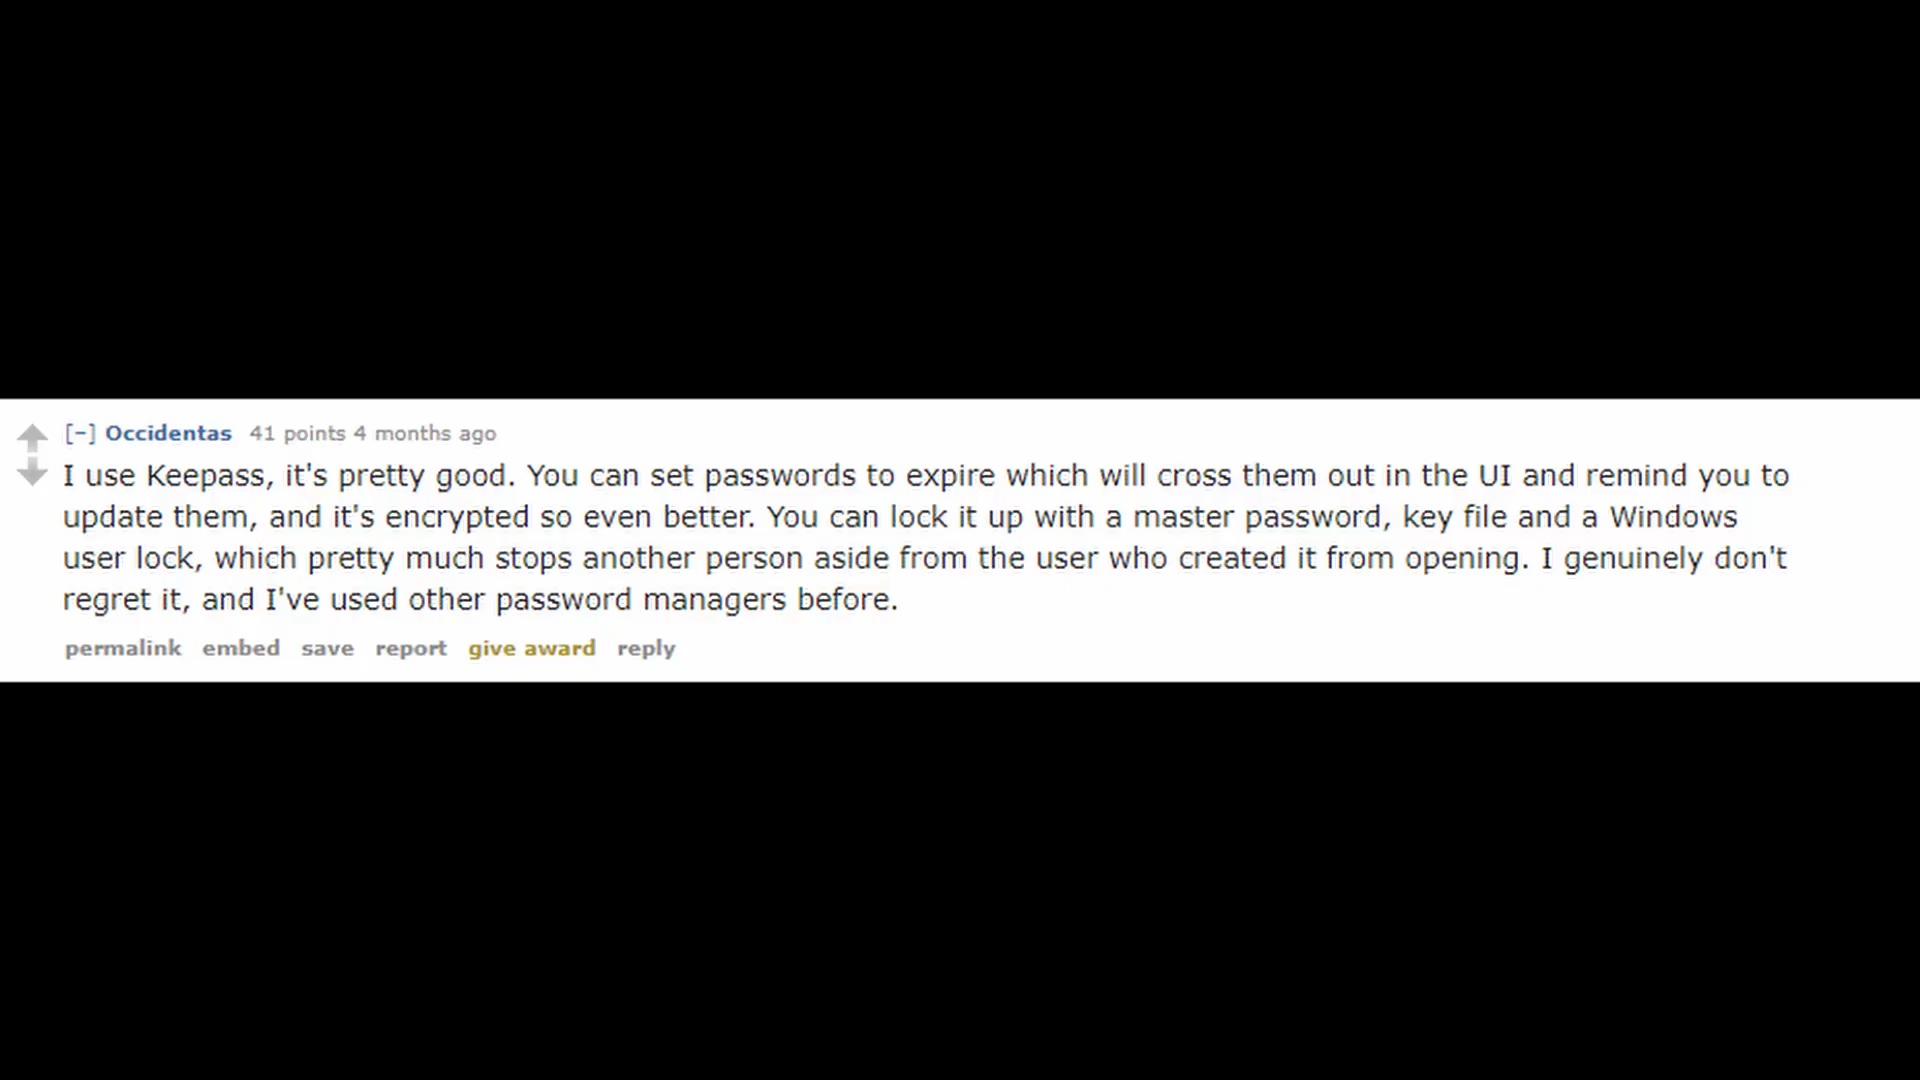 [-] Occidentas 41 points 4 months ago
I use Keepass, it's pretty good. You can set passwords to expire which will cross them out in the UI and remind you to
update them, and it's encrypted so even better. You can lock it up with a master password, key file and a Windows
user lock, which pretty much stops another person aside from the user who created it from opening. I genuinely don't
regret it, and I've used other password managers before.
permalink embed save report give award reply